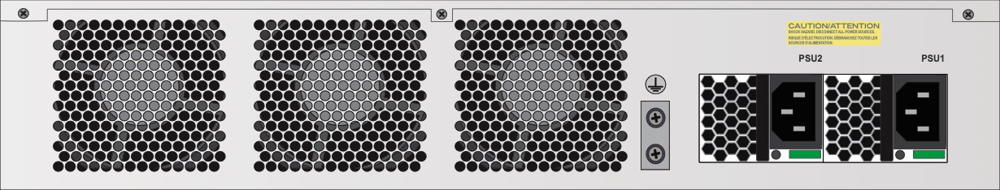 CAUTION/ATTENTION
SHOCK HAZARD. DISCONNECT ALL POWER SOURCES.
RISQUE D'ÉLECTROCUTION. DÉBRANCHEZ TOUTES LES
SOURCES D'ALIMENTATION.
PSU2 PSU1